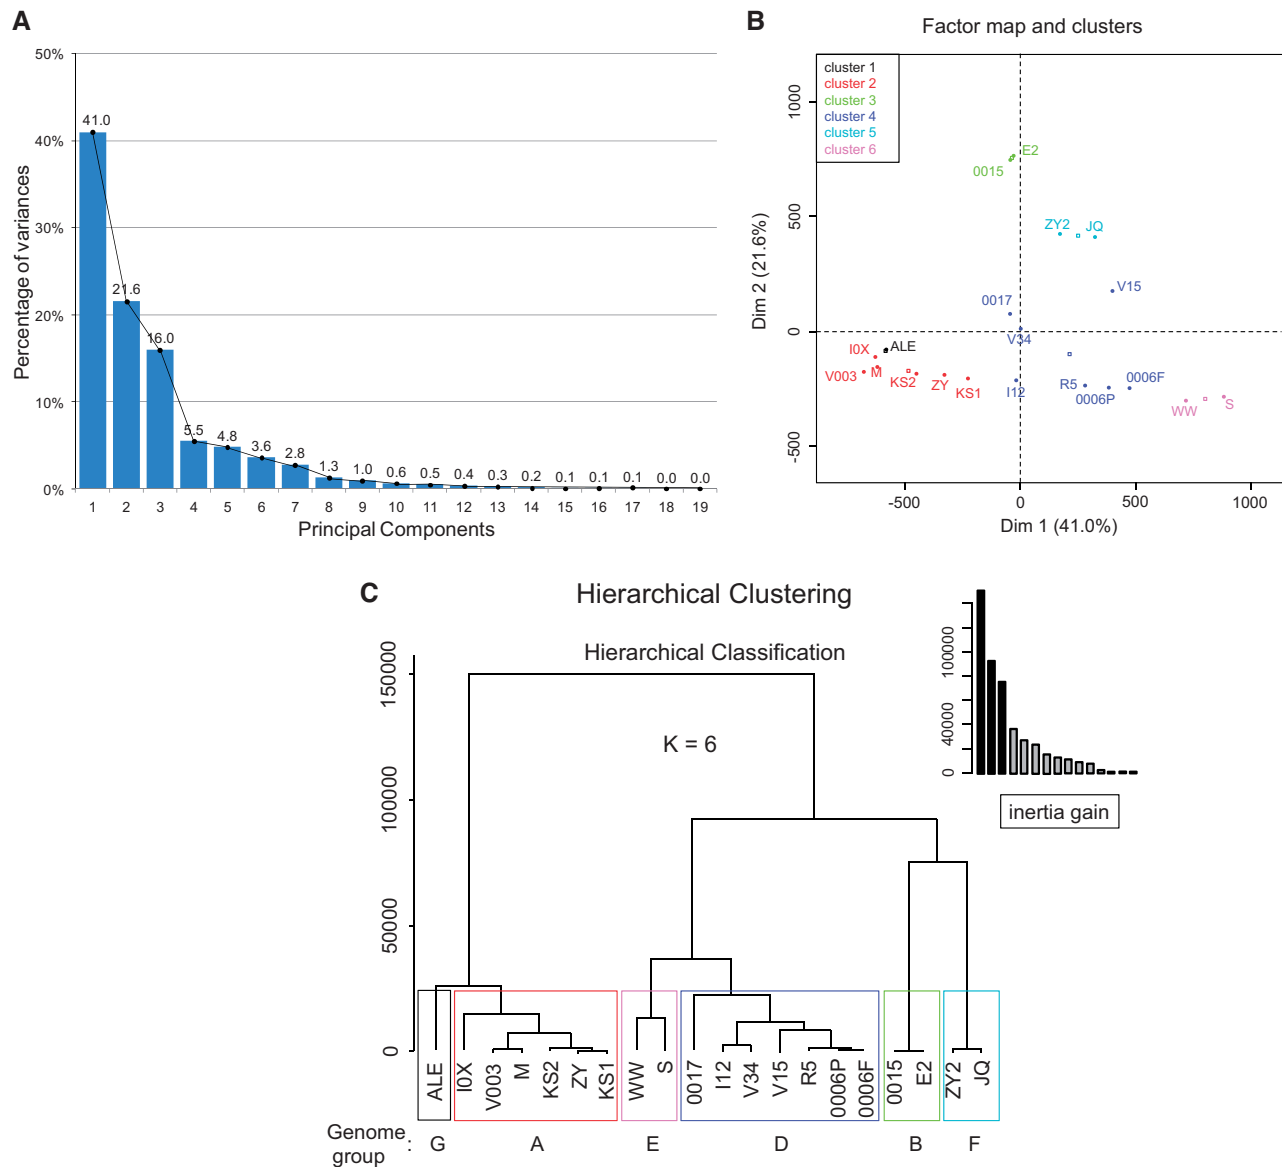 A
50%
40%
30%
20%
10%
0%
Percentage of variances
41.0
21.6
16.0
5.5
4.8
3.6
2.8
1.3
1.0
0.6
0.5
0.4
0.3
0.2
0.1
0.1
0.1
0.0
0.0
1 2 3 4 5 6 7 8 9 10 11 12 13 14 15 16 17 18 19
Principal Components
B
Factor map and clusters
cluster 1
cluster 2
cluster 3
cluster 4
cluster 5
cluster 6
Dim 2 (21.6%)
1000
500
0
-500
E2
0015
ZY2
JQ
V15
0017
V34
I0X
ALE
V003
M
KS2
ZY
KS1
I12
R5
0006P
0006F
WW
S
-500 0 500 1000
Dim 1 (41.0%)
C
Hierarchical Clustering
Hierarchical Classification
K = 6
150000
100000
50000
0
100000
40000
0
inertia gain
ALE I0X V003 M KS2 ZY KS1 WW S 0017 I12 V34 V15 R5 0006P 0006F 0015 E2 ZY2 JQ
Genome
group : G A E D B F